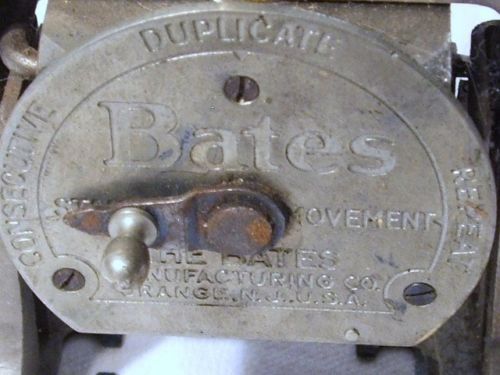 DUPLICATE
CONSECUTIVE
REPEAT
Bates
MOVEMENT
THE BATES
MANUFACTURING CO.
ORANGE, N.J. U.S.A.